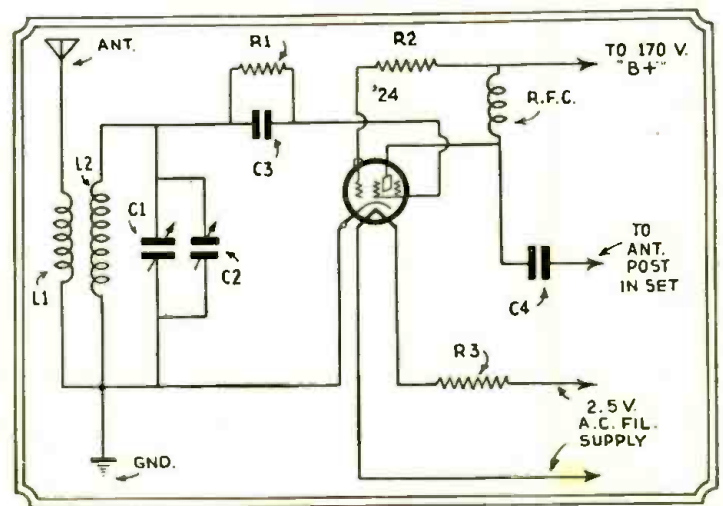 ANT.
R1
R2
TO 170 V.
"B+"
'24
R.F.C.
C3
L2
C1
C2
L1
TO
ANT.
POST
IN SET
C4
R3
2.5 V.
A.C. FIL.
SUPPLY
GND.